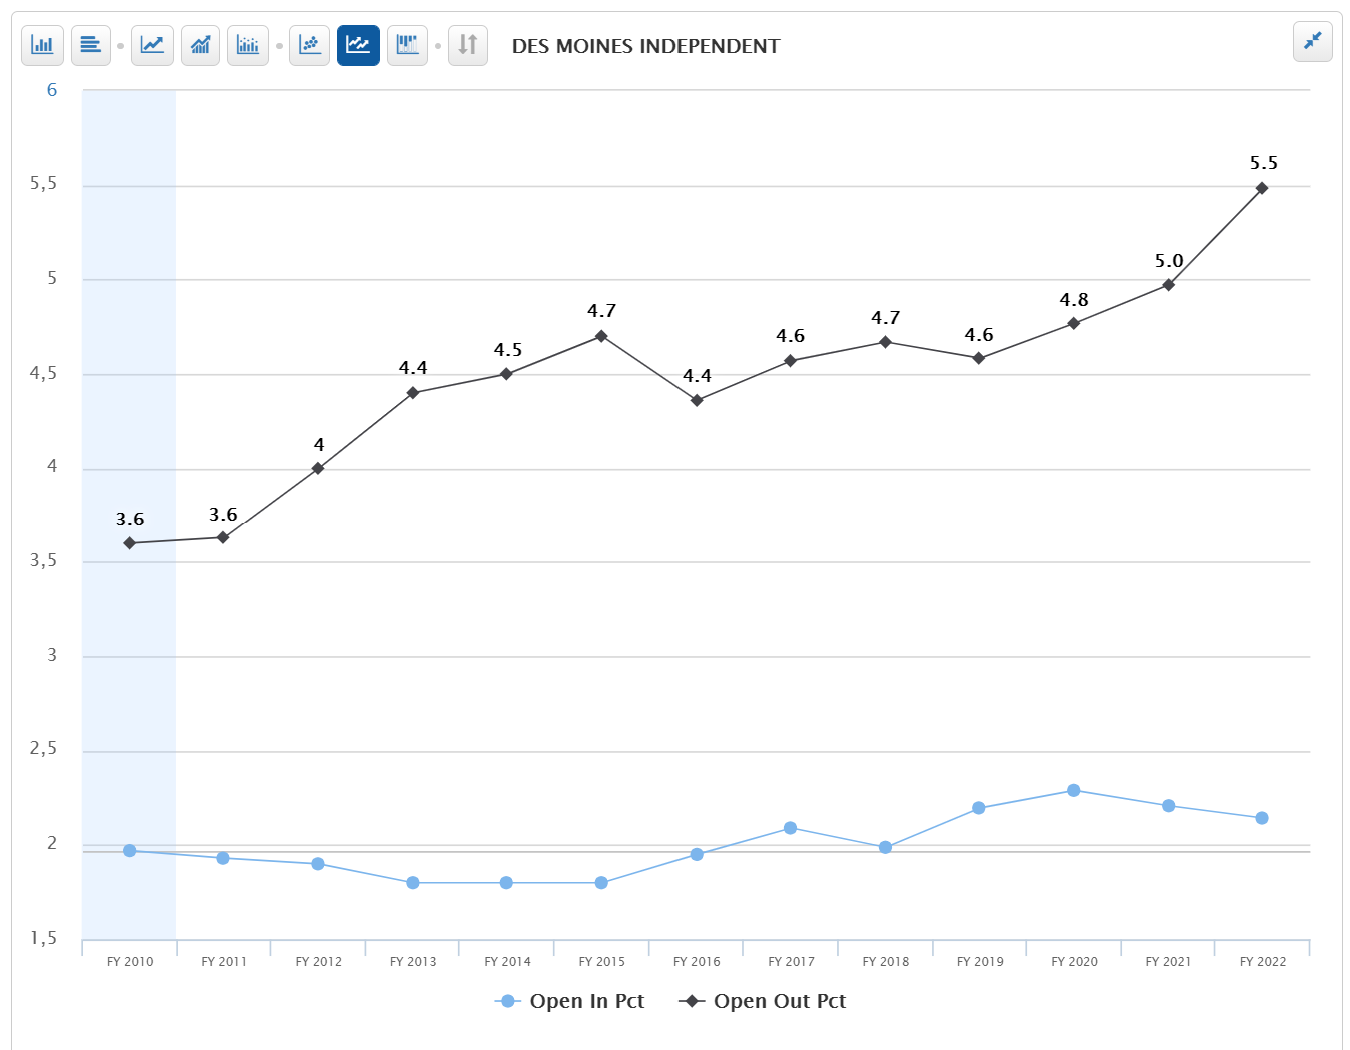 DES MOINES INDEPENDENT
6
5,5
5
4,5
4
3,5
3
2,5
2
1,5
3.6
3.6
4
4.4
4.5
4.7
4.4
4.6
4.7
4.6
4.8
5.0
5.5
FY 2010
FY 2011
FY 2012
FY 2013
FY 2014
FY 2015
FY 2016
FY 2017
FY 2018
FY 2019
FY 2020
FY 2021
FY 2022
Open In Pct
Open Out Pct